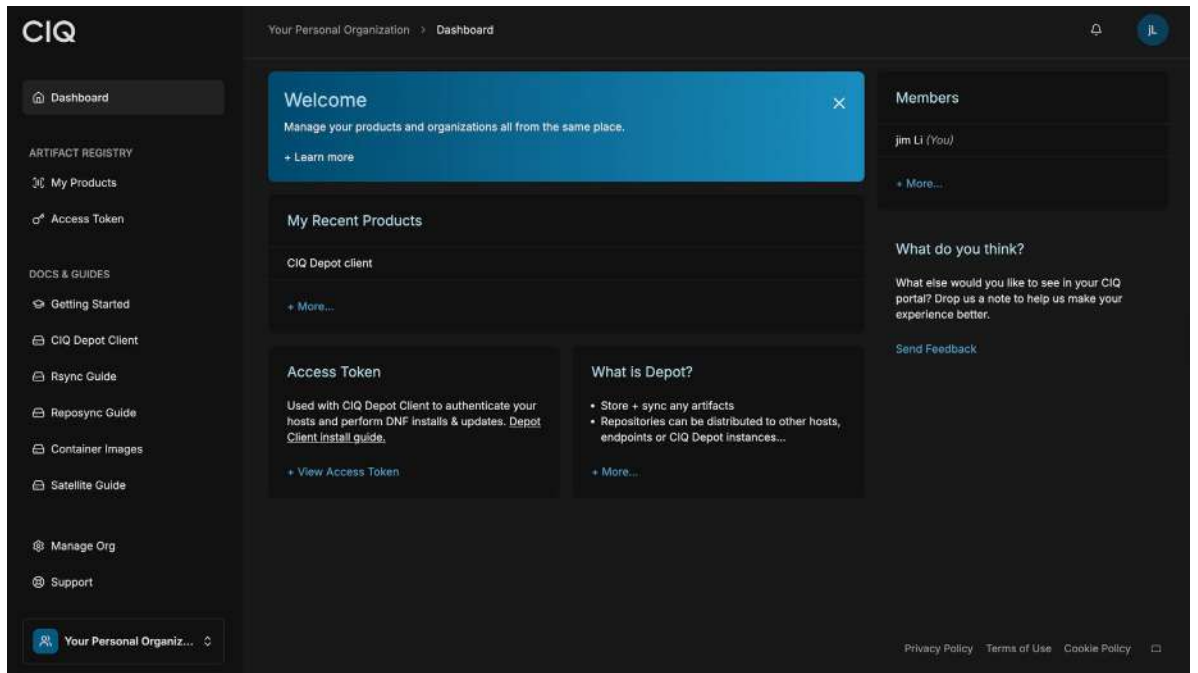 CIQ
Your Personal Organization > Dashboard
jL
Dashboard
ARTIFACT REGISTRY
My Products
Access Token
DOCS & GUIDES
Getting Started
CIQ Depot Client
Rsync Guide
Reposync Guide
Container Images
Satellite Guide
Manage Org
Support
Your Personal Organiz...
Welcome
Manage your products and organizations all from the same place.
+ Learn more
My Recent Products
CIQ Depot client
+ More...
Access Token
Used with CIQ Depot Client to authenticate your
hosts and perform DNF installs & updates. Depot
Client install guide.
+ View Access Token
What is Depot?
• Store + sync any artifacts
• Repositories can be distributed to other hosts,
endpoints or CIQ Depot instances...
+ More...
Members
jim Li (You)
+ More...
What do you think?
What else would you like to see in your CIQ
portal? Drop us a note to help us make your
experience better.
Send Feedback
Privacy Policy Terms of Use Cookie Policy